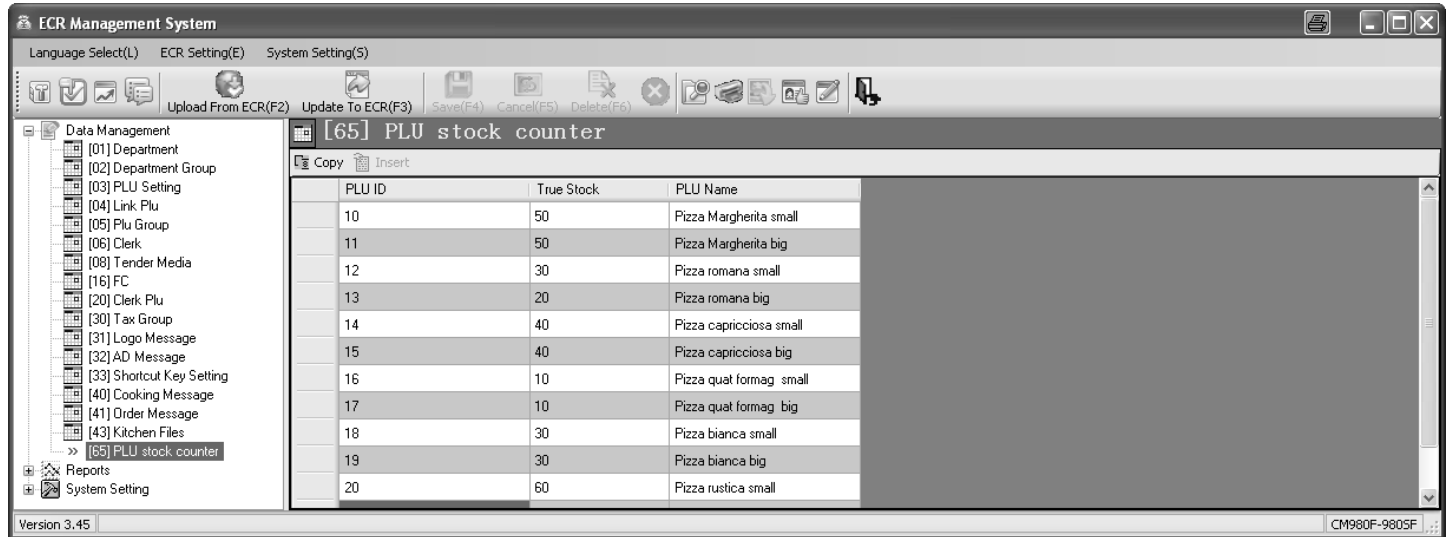 ECR Management System
Language Select(L) ECR Setting(E) System Setting(S)
Upload From ECR(F2) Update To ECR(F3) Save(F4) Cancel(F5) Delete(F6)
Data Management
[01] Department
[02] Department Group
[03] PLU Setting
[04] Link Plu
[05] Plu Group
[06] Clerk
[08] Tender Media
[16] FC
[20] Clerk Plu
[30] Tax Group
[31] Logo Message
[32] AD Message
[33] Shortcut Key Setting
[40] Cooking Message
[41] Order Message
[43] Kitchen Files
[65] PLU stock counter
Reports
System Setting
[65] PLU stock counter
Copy Insert
PLU ID True Stock PLU Name
10 50 Pizza Margherita small
11 50 Pizza Margherita big
12 30 Pizza romana small
13 20 Pizza romana big
14 40 Pizza capricciosa small
15 40 Pizza capricciosa big
16 10 Pizza quat formag small
17 10 Pizza quat formag big
18 30 Pizza bianca small
19 30 Pizza bianca big
20 60 Pizza rustica small
Version 3.45 CM980F-980SF